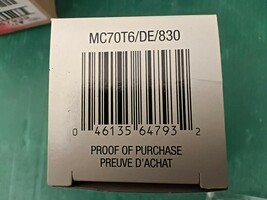 MC70T6/DE/830
0 46135 64793 2
PROOF OF PURCHASE
PREUVE D'ACHAT